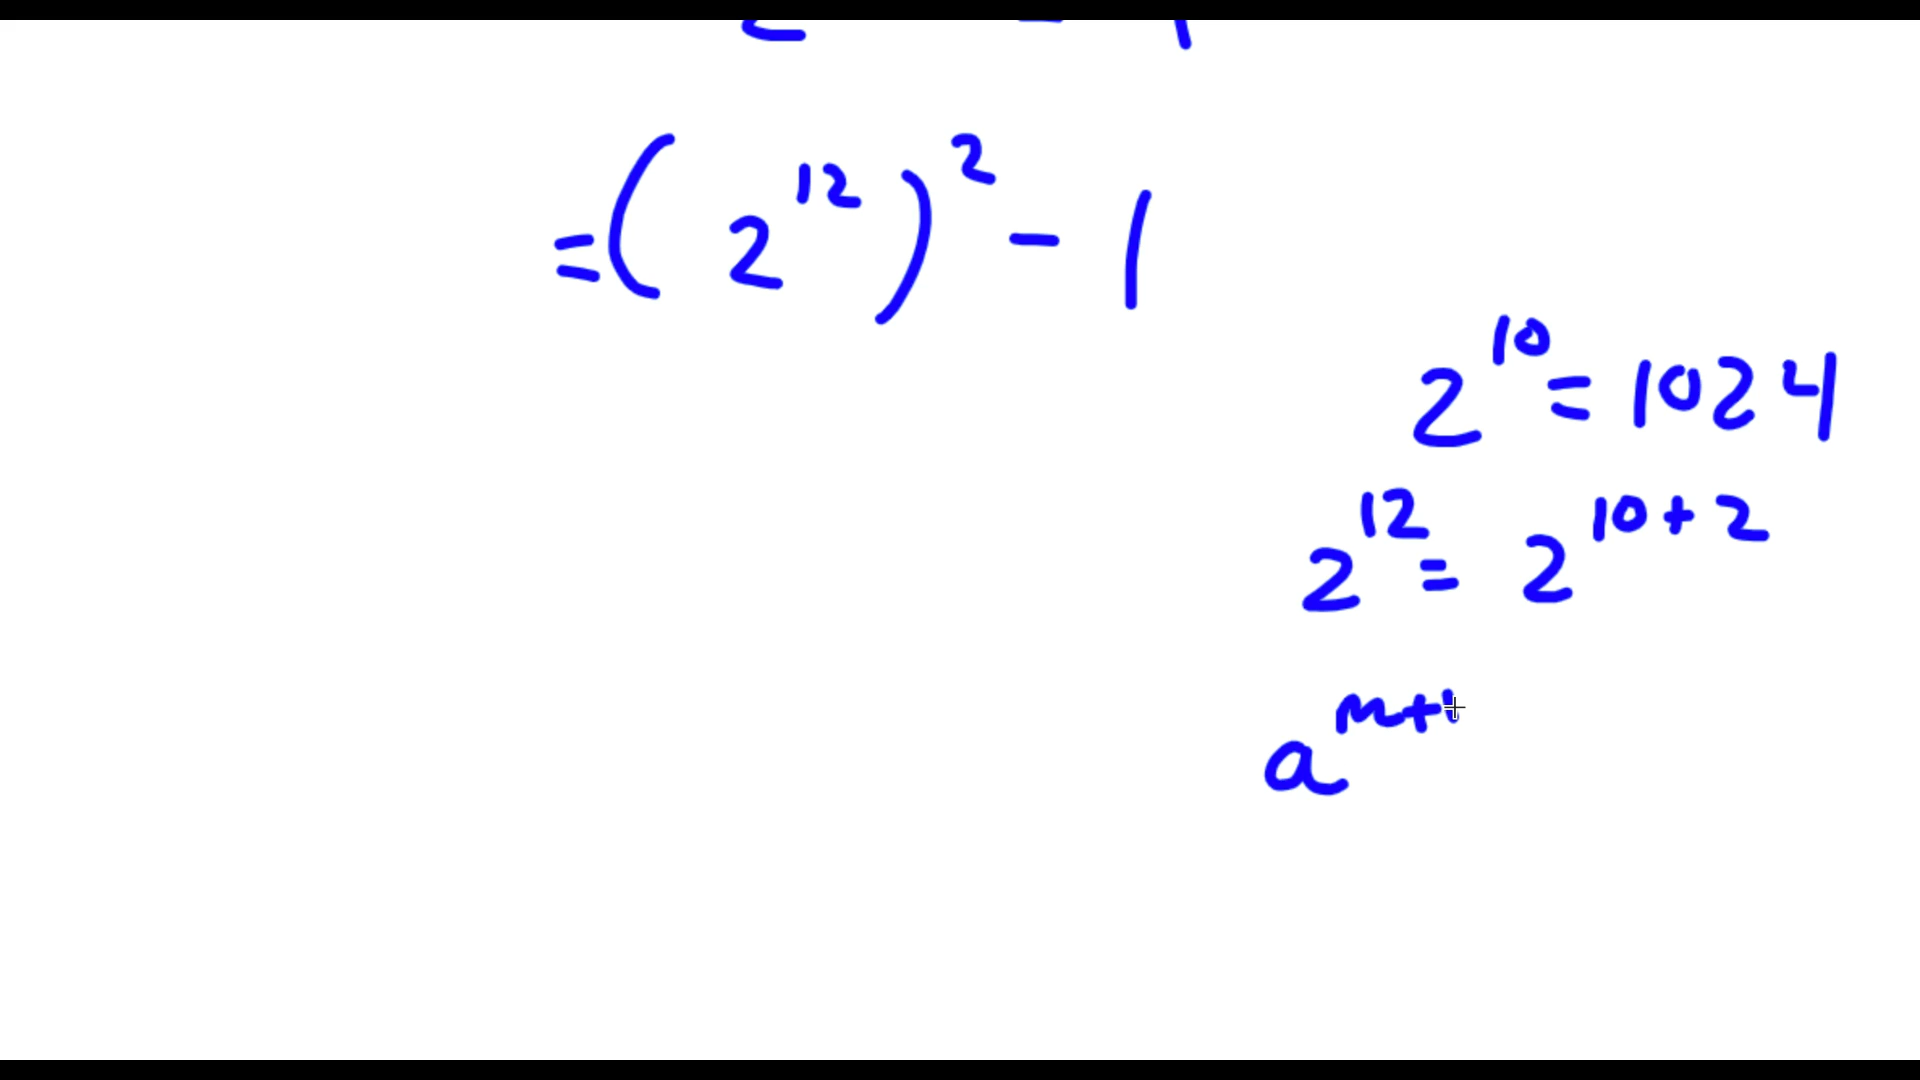 = ( 2^12 )^2 - 1
2^10 = 1024
2^12 = 2^10+2
a^m+